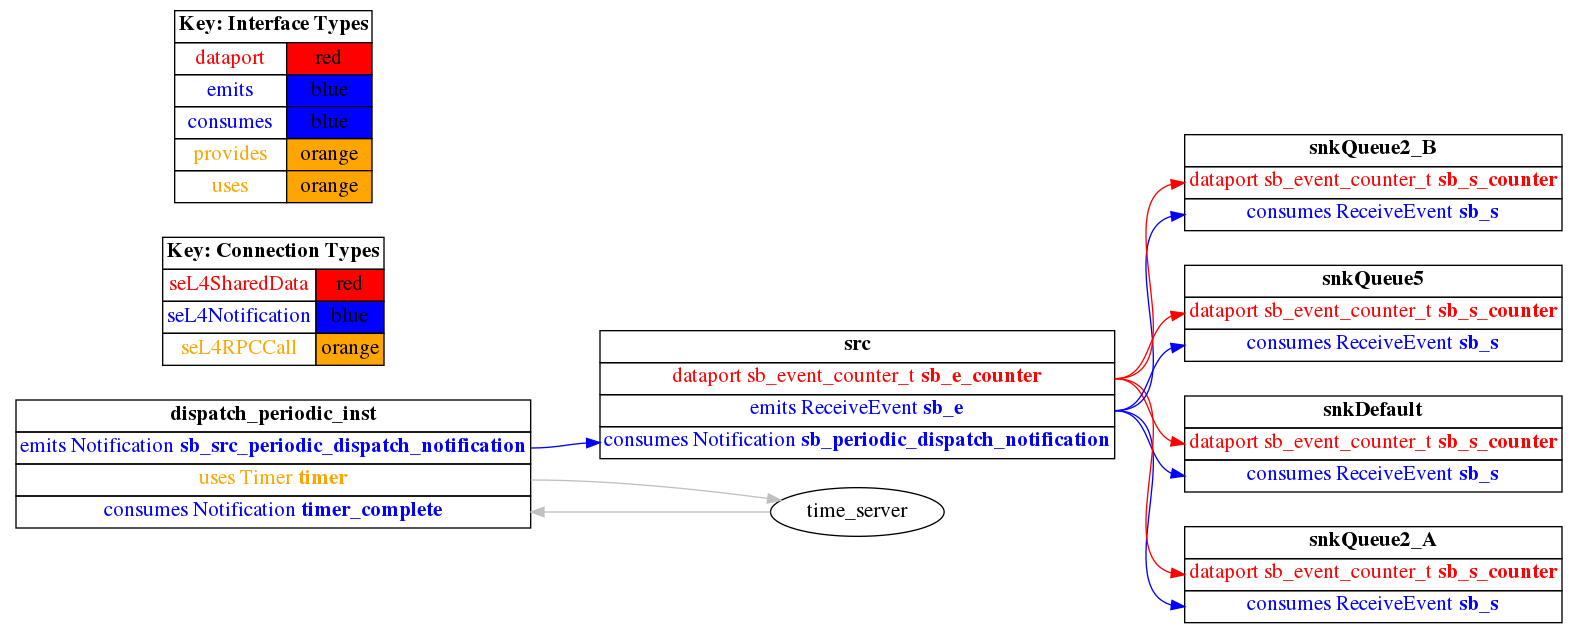 Key: Interface Types
dataport red
emits blue
consumes blue
provides orange
uses orange
Key: Connection Types
seL4SharedData red
seL4Notification blue
seL4RPCCall orange
dispatch_periodic_inst
emits Notification sb_src_periodic_dispatch_notification
uses Timer timer
consumes Notification timer_complete
src
dataport sb_event_counter_t sb_e_counter
emits ReceiveEvent sb_e
consumes Notification sb_periodic_dispatch_notification
time_server
snkQueue2_B
dataport sb_event_counter_t sb_s_counter
consumes ReceiveEvent sb_s
snkQueue5
dataport sb_event_counter_t sb_s_counter
consumes ReceiveEvent sb_s
snkDefault
dataport sb_event_counter_t sb_s_counter
consumes ReceiveEvent sb_s
snkQueue2_A
dataport sb_event_counter_t sb_s_counter
consumes ReceiveEvent sb_s